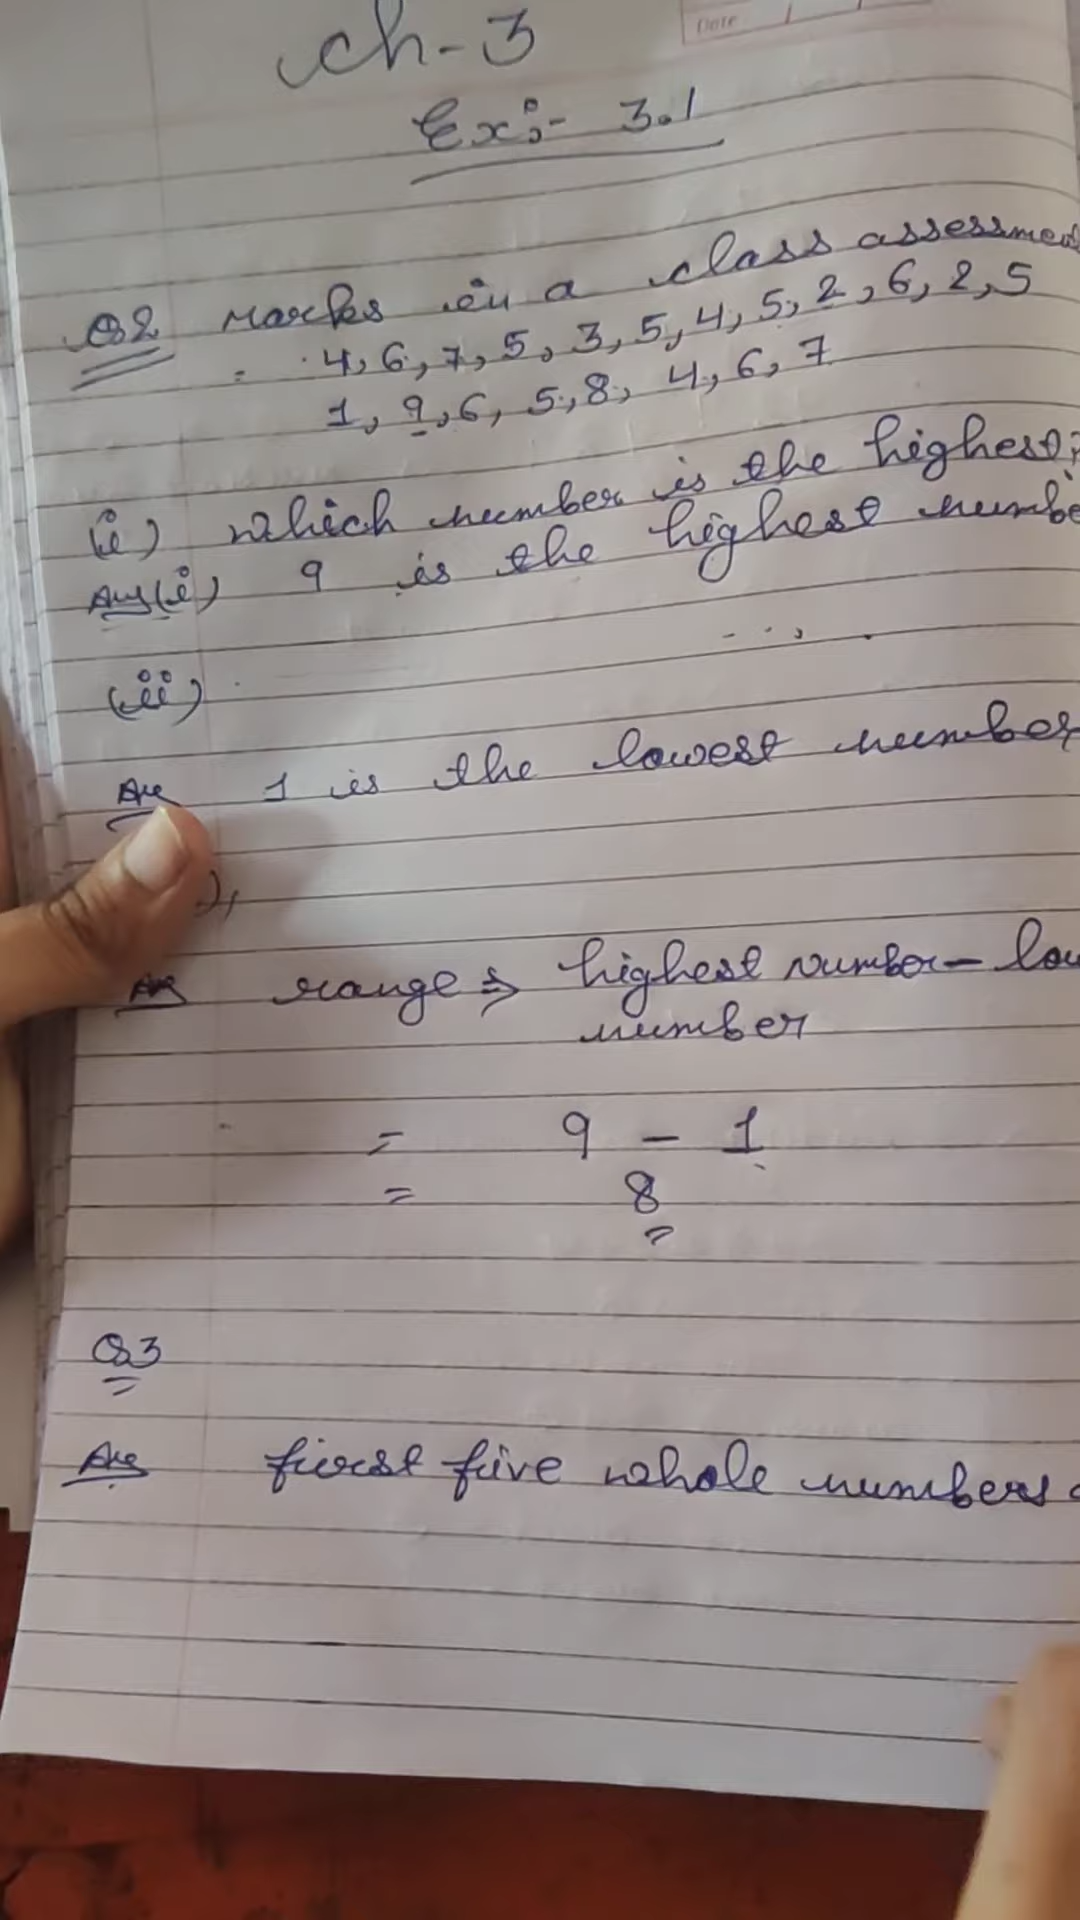 Date
Ch-3
Ex:- 3.1
Q2 Marks in a class assessment
= 4, 6, 7, 5, 3, 5, 4, 5, 2, 6, 2, 5
1, 9, 6, 5, 8, 4, 6, 7
(i) Which number is the highest?
Ans(i) 9 is the highest numbe
(ii)
Ans 1 is the lowest number
Ans range ⇒ highest number - low
number
= 9 - 1
= 8
Q3
Ans first five whole numbers